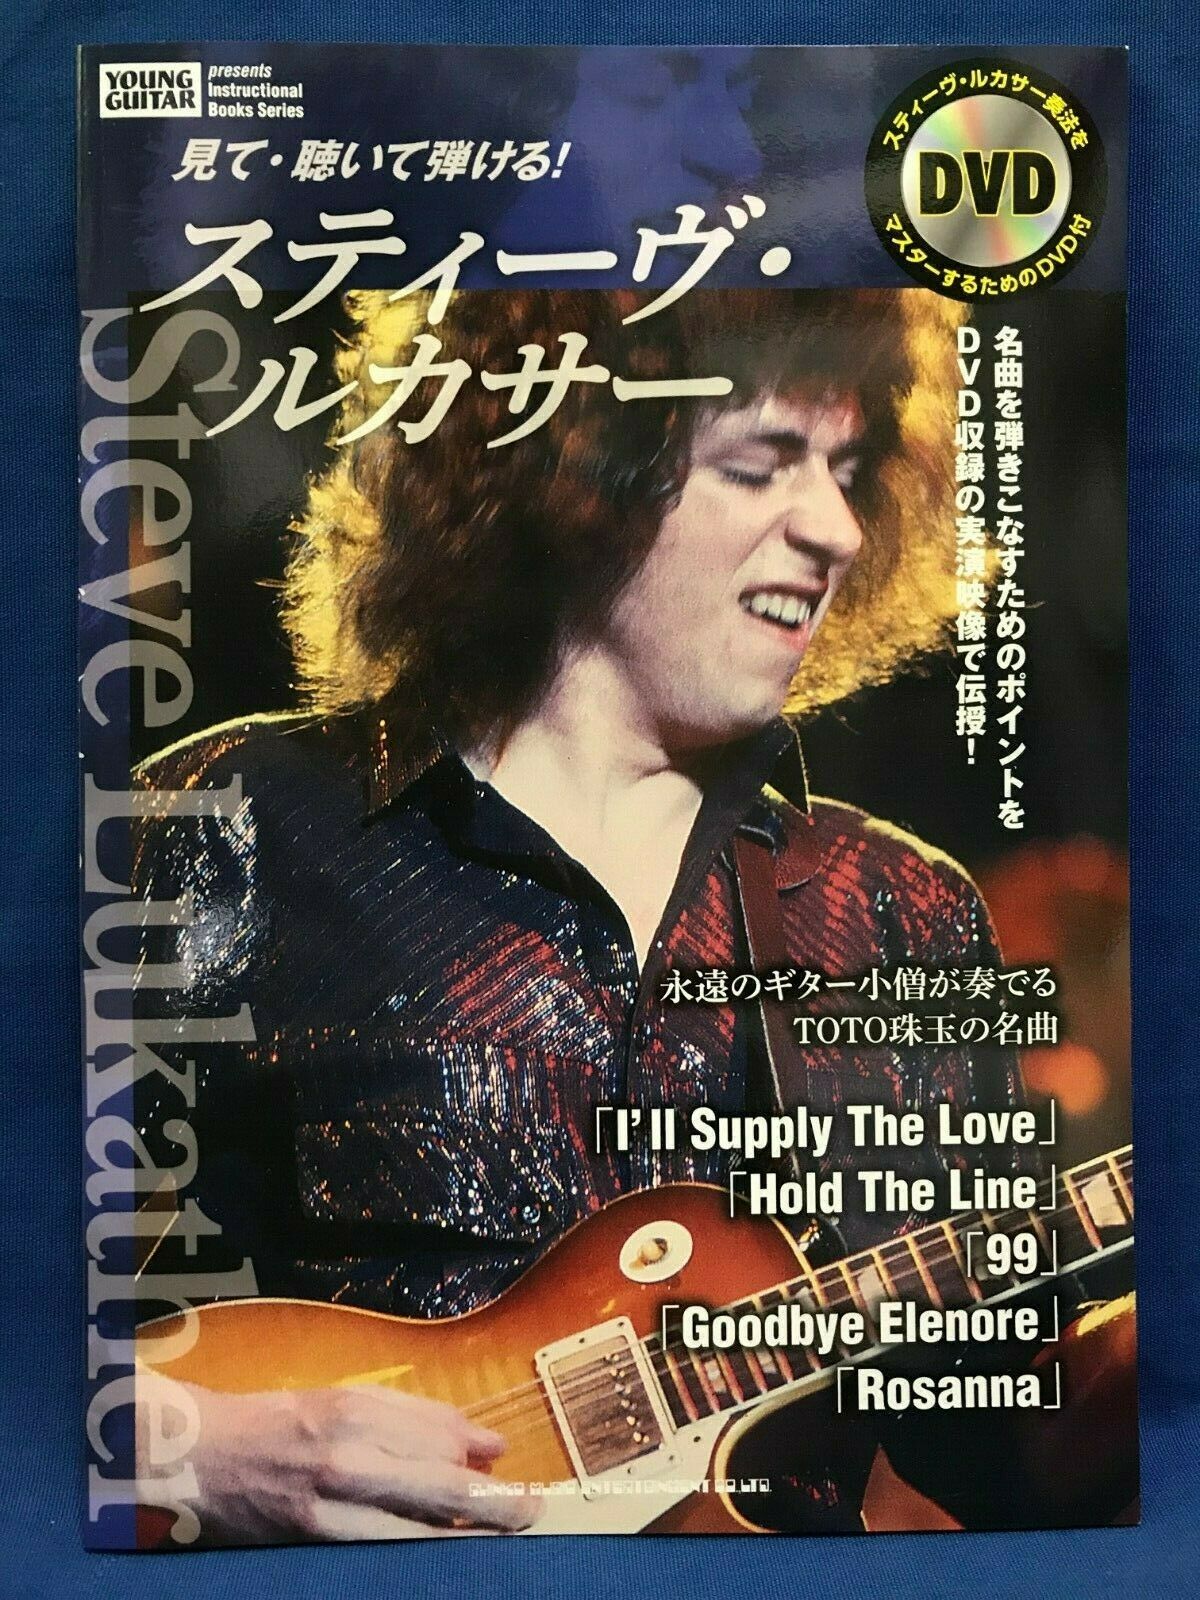 YOUNG
GUITAR
presents
Instructional
Books Series
見て・聴いて弾ける!
スティーヴ・
ルカサー
スティーヴ・ルカサー奏法を
DVD
マスターするためのDVD付
名曲を弾きこなすためのポイントを
DVD収録の実演映像で伝授!
Steve Lukather
永遠のギター小僧が奏でる
TOTO珠玉の名曲
「I'll Supply The Love」
「Hold The Line」
「99」
「Goodbye Elenore」
「Rosanna」
SHINKO MUSIC ENTERTAINMENT CO.,LTD.